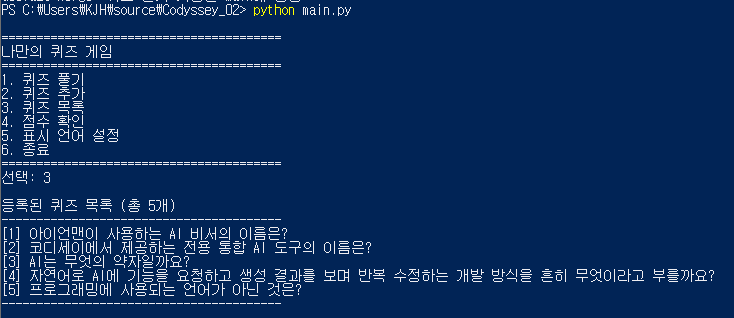 PS C:₩Users₩KJH₩source₩Codyssey_02> python main.py
========================================
나만의 퀴즈 게임
========================================
1. 퀴즈 풀기
2. 퀴즈 추가
3. 퀴즈 목록
4. 점수 확인
5. 표시 언어 설정
6. 종료
========================================
선택: 3
등록된 퀴즈 목록 (총 5개)
----------------------------------------
[1] 아이언맨이 사용하는 AI 비서의 이름은?
[2] 코디세이에서 제공하는 전용 통합 AI 도구의 이름은?
[3] AI는 무엇의 약자일까요?
[4] 자연어로 AI에 기능을 요청하고 생성 결과를 보며 반복 수정하는 개발 방식을 흔히 무엇이라고 부를까요?
[5] 프로그래밍에 사용되는 언어가 아닌 것은?
----------------------------------------